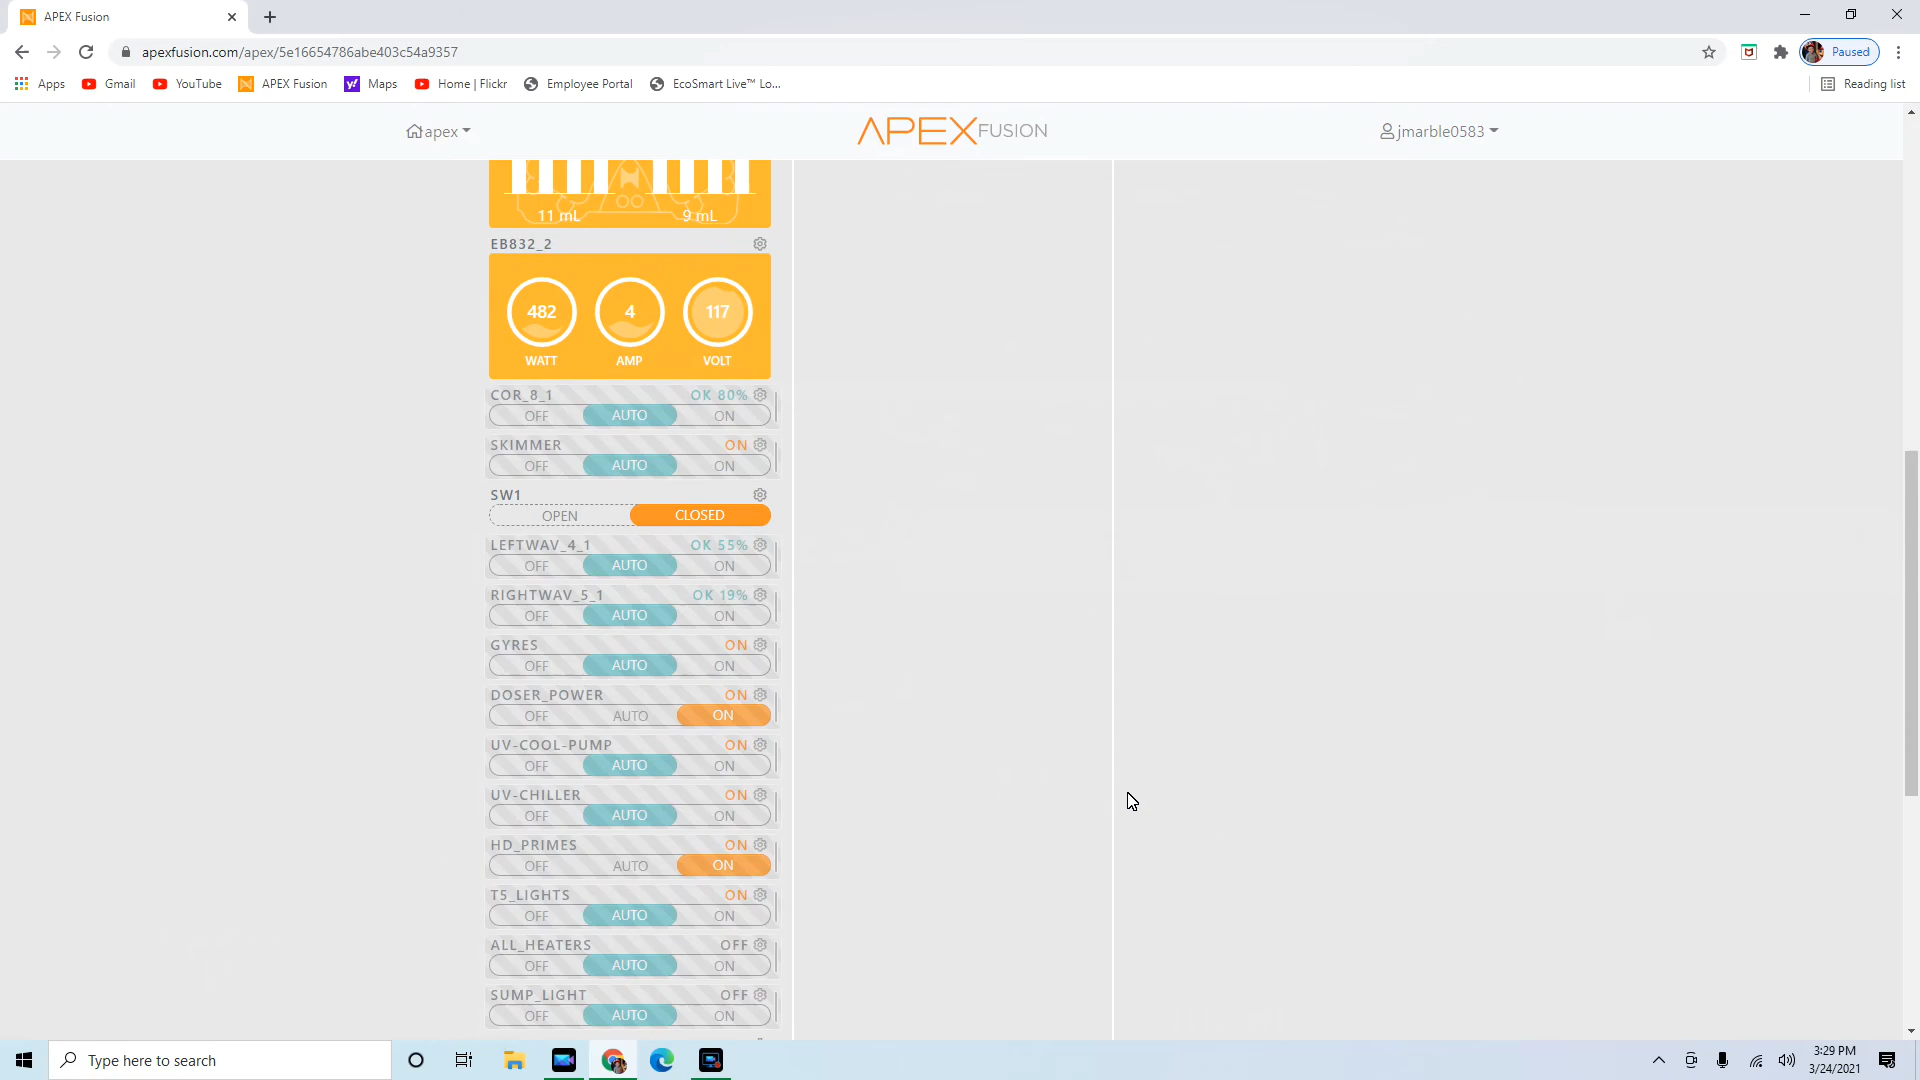 APEX Fusion
apexfusion.com/apex/5e16654786abe403c54a9357
Paused
Apps
Gmail
YouTube
APEX Fusion
Maps
Home | Flickr
Employee Portal
EcoSmart Live™ Lo...
Reading list
apex
APEX FUSION
jmarble0583
11 mL 9 mL
EB832_2
482 4 117
WATT AMP VOLT
COR_8_1 OK 80%
OFF AUTO ON
SKIMMER ON
OFF AUTO ON
SW1
OPEN CLOSED
LEFTWAV_4_1 OK 55%
OFF AUTO ON
RIGHTWAV_5_1 OK 19%
OFF AUTO ON
GYRES ON
OFF AUTO ON
DOSER_POWER ON
OFF AUTO ON
UV-COOL-PUMP ON
OFF AUTO ON
UV-CHILLER ON
OFF AUTO ON
HD_PRIMES ON
OFF AUTO ON
T5_LIGHTS ON
OFF AUTO ON
ALL_HEATERS OFF
OFF AUTO ON
SUMP_LIGHT OFF
OFF AUTO ON
Type here to search
3:29 PM
3/24/2021